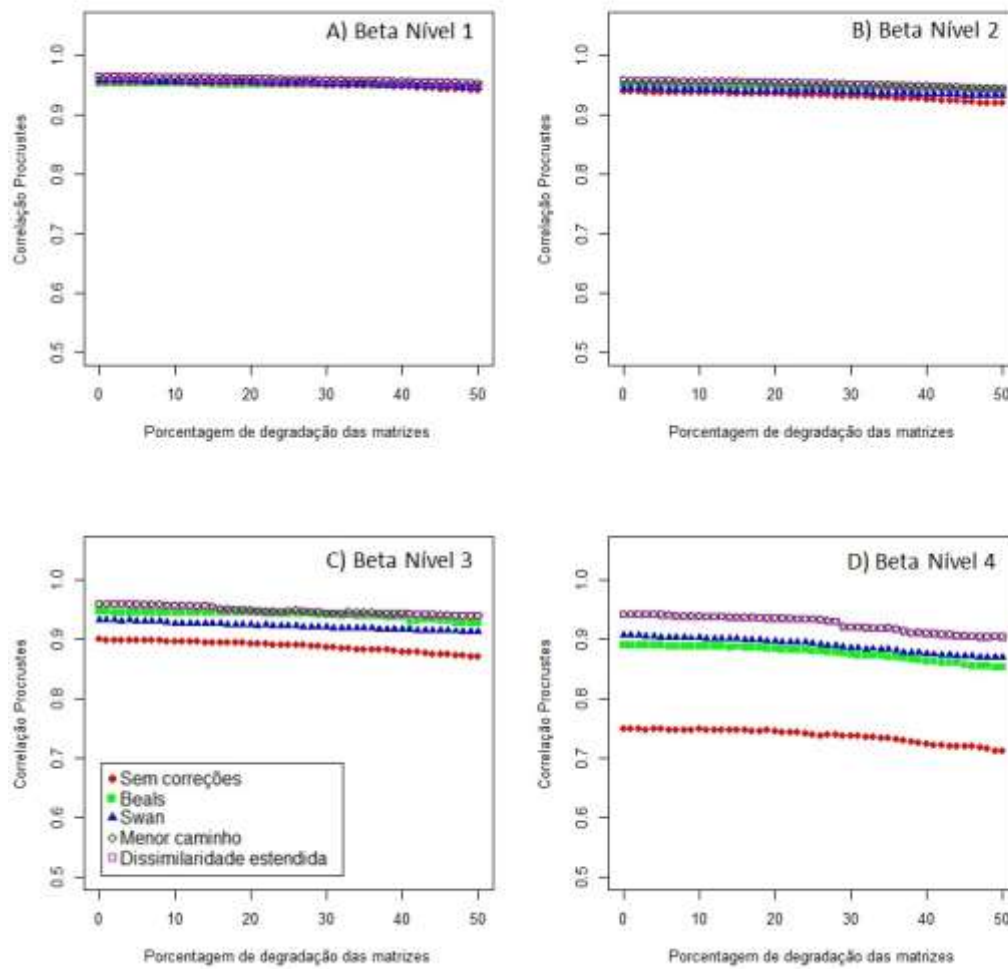 A) Beta Nível 1
Correlação Procrustes
1.0
0.9
0.8
0.7
0.6
0.5
0 10 20 30 40 50
Porcentagem de degradação das matrizes
B) Beta Nível 2
Correlação Procrustes
1.0
0.9
0.8
0.7
0.6
0.5
0 10 20 30 40 50
Porcentagem de degradação das matrizes
C) Beta Nível 3
Correlação Procrustes
1.0
0.9
0.8
0.7
0.6
0.5
Sem correções
Beals
Swan
Menor caminho
Dissimilaridade estendida
0 10 20 30 40 50
Porcentagem de degradação das matrizes
D) Beta Nível 4
Correlação Procrustes
1.0
0.9
0.8
0.7
0.6
0.5
0 10 20 30 40 50
Porcentagem de degradação das matrizes